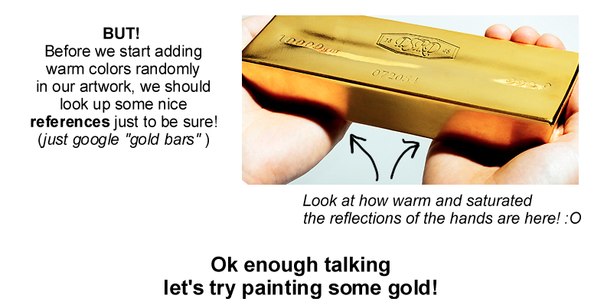 BUT!
Before we start adding
warm colors randomly
in our artwork, we should
look up some nice
references just to be sure!
(just google "gold bars" )
072034
Look at how warm and saturated
the reflections of the hands are here! :O
Ok enough talking
let's try painting some gold!